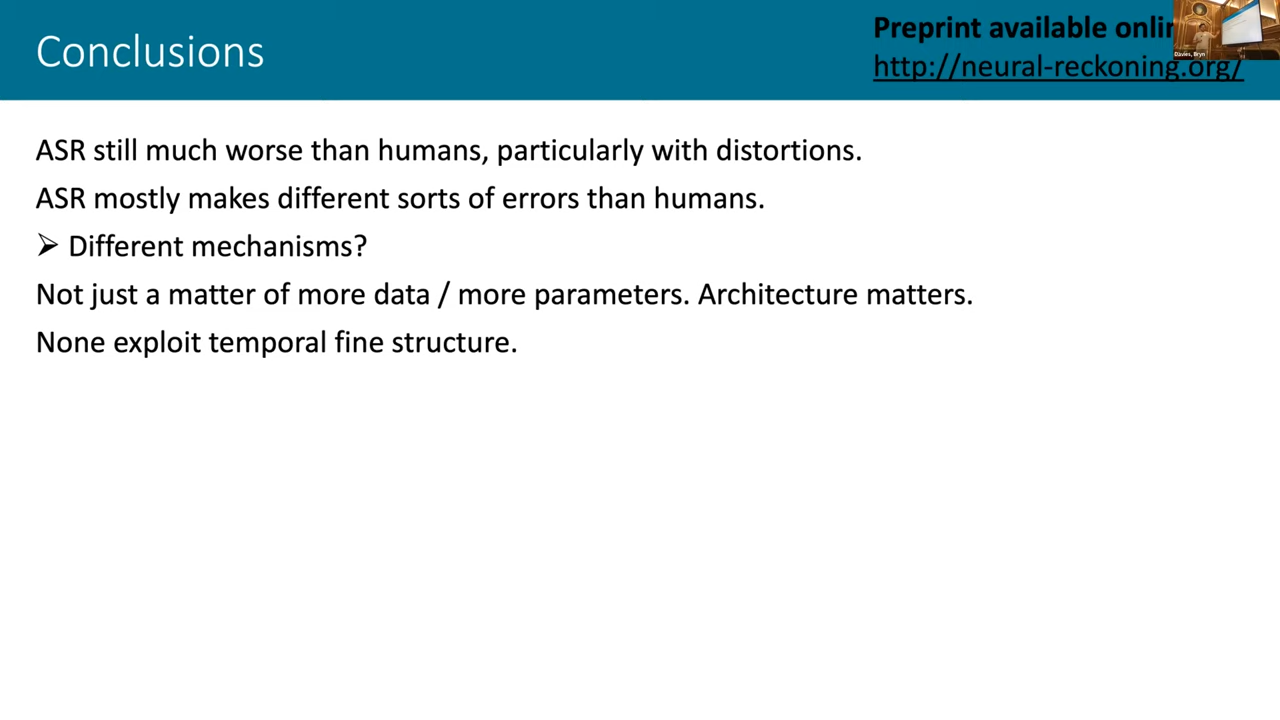 Conclusions
Preprint available
http://neural-reckoning.org/
Davies, Bryn
ASR still much worse than humans, particularly with distortions.
ASR mostly makes different sorts of errors than humans.
➤ Different mechanisms?
Not just a matter of more data / more parameters. Architecture matters.
None exploit temporal fine structure.